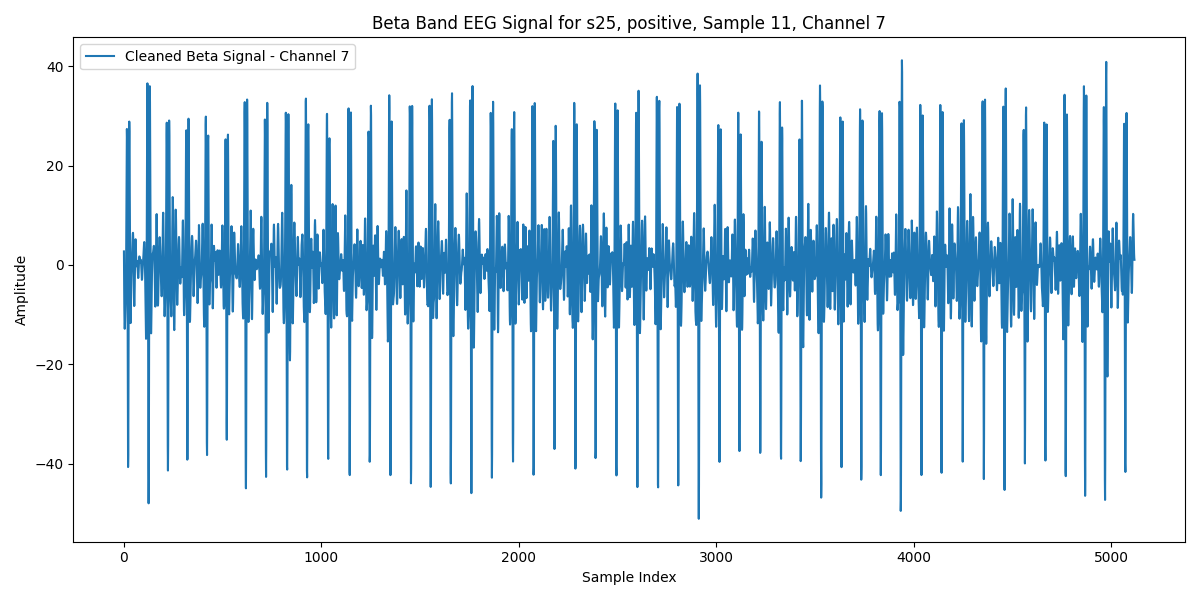 Beta Band EEG Signal for s25, positive, Sample 11, Channel 7
Cleaned Beta Signal - Channel 7
Amplitude
40
20
0
−20
−40
0 1000 2000 3000 4000 5000
Sample Index